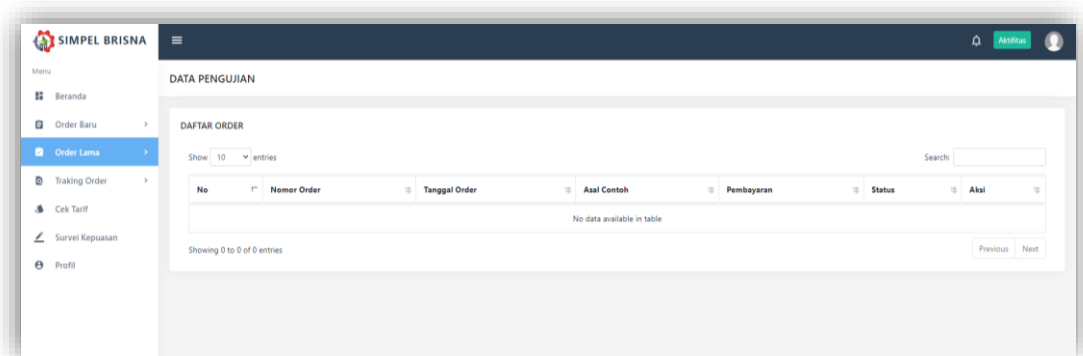 SIMPEL BRISNA
Aktifitas
Menu
Beranda
Order Baru
Order Lama
Traking Order
Cek Tarif
Survei Kepuasan
Profil
DATA PENGUJIAN
DAFTAR ORDER
Show 10 entries Search:
No Nomor Order Tanggal Order Asal Contoh Pembayaran Status Aksi
No data available in table
Showing 0 to 0 of 0 entries Previous Next